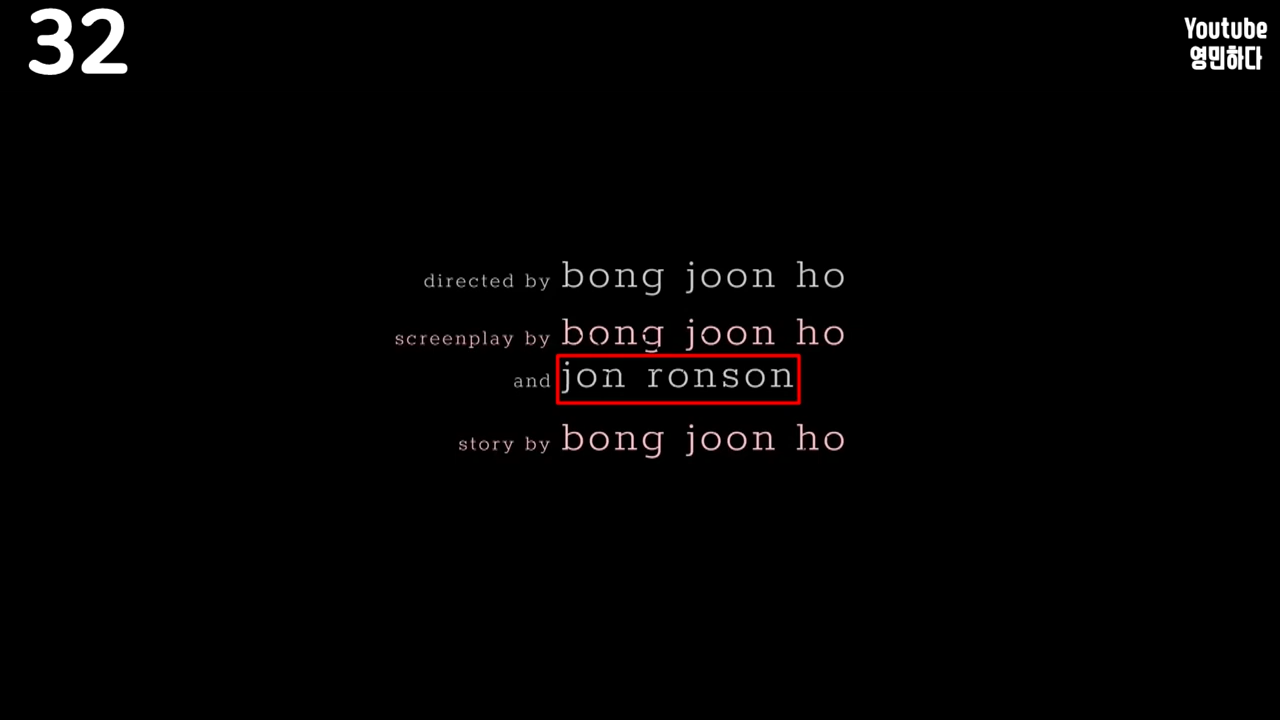 32
Youtube
영민하다
directed by bong joon ho
screenplay by bong joon ho
and jon ronson
story by bong joon ho